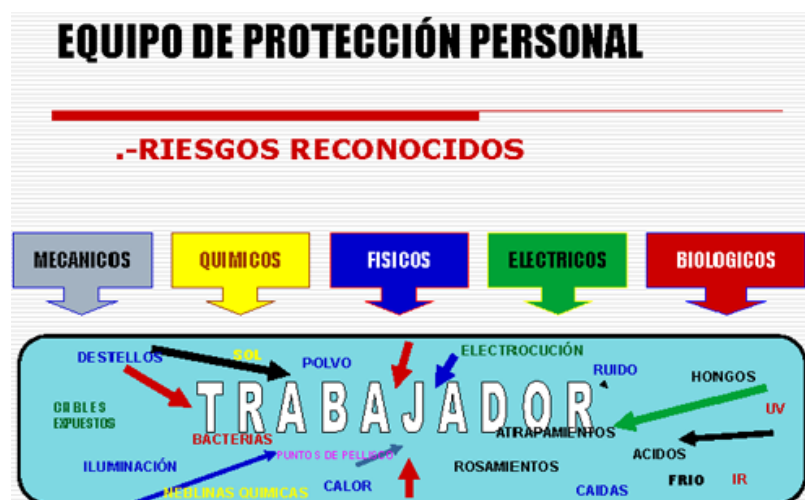 EQUIPO DE PROTECCIÓN PERSONAL
.-RIESGOS RECONOCIDOS
MECANICOS
QUIMICOS
FISICOS
ELECTRICOS
BIOLOGICOS
DESTELLOS
SOL
POLVO
ELECTROCUCIÓN
RUIDO
HONGOS
TRABAJADOR
CABLES
EXPUESTOS
UV
BACTERIAS
ATRAPAMIENTOS
PUNTOS DE PELLISCO
ACIDOS
ILUMINACIÓN
ROSAMIENTOS
CALOR
FRIO
IR
NEBLINAS QUIMICAS
CAIDAS